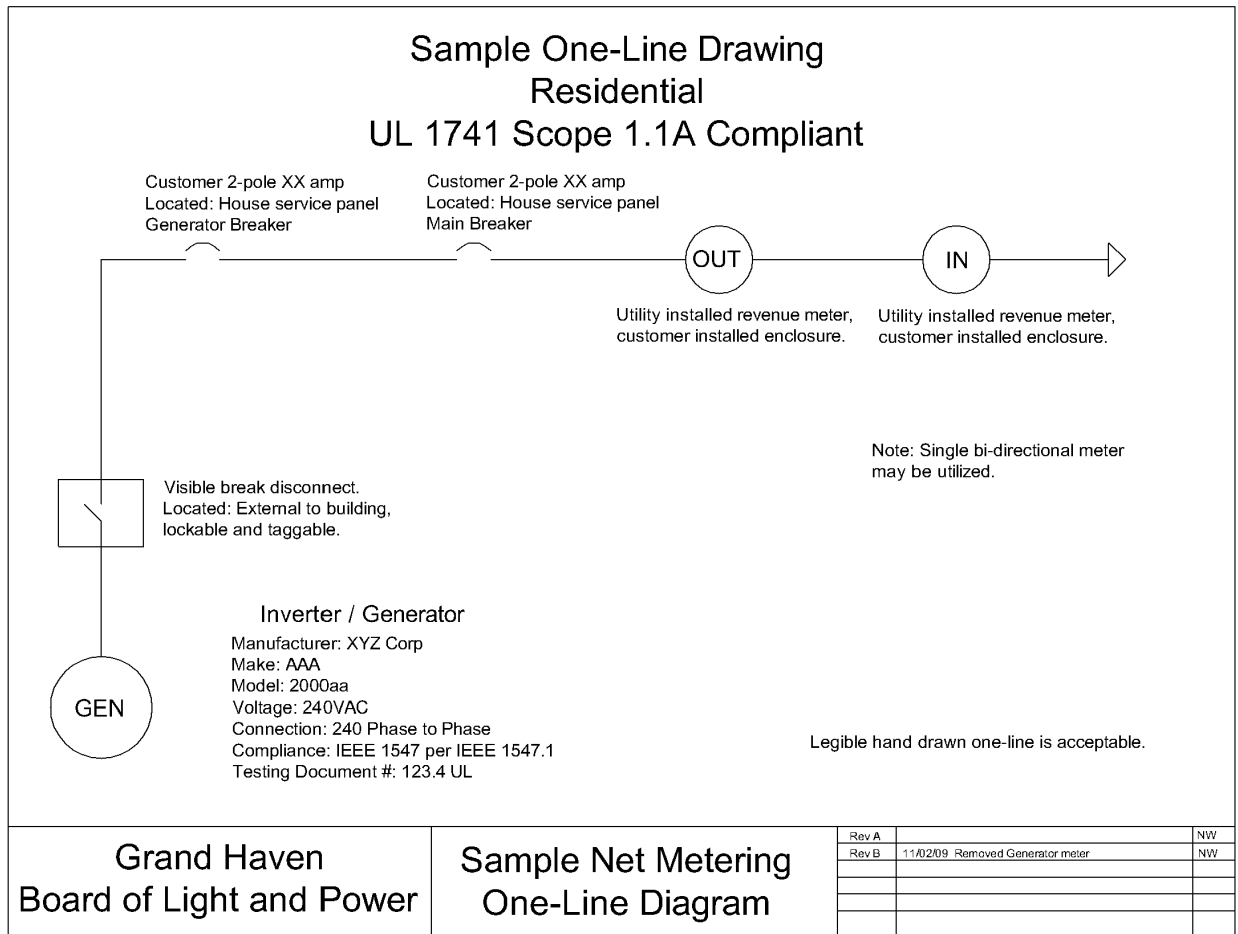 Sample One-Line Drawing
Residential
UL 1741 Scope 1.1A Compliant
Customer 2-pole XX amp
Located: House service panel
Generator Breaker
Customer 2-pole XX amp
Located: House service panel
Main Breaker
OUT
IN
Utility installed revenue meter,
customer installed enclosure.
Utility installed revenue meter,
customer installed enclosure.
Note: Single bi-directional meter
may be utilized.
Visible break disconnect.
Located: External to building,
lockable and taggable.
Inverter / Generator
Manufacturer: XYZ Corp
Make: AAA
Model: 2000aa
Voltage: 240VAC
Connection: 240 Phase to Phase
Compliance: IEEE 1547 per IEEE 1547.1
Testing Document #: 123.4 UL
GEN
Legible hand drawn one-line is acceptable.
Grand Haven
Board of Light and Power
Sample Net Metering
One-Line Diagram
Rev A NW
Rev B 11/02/09 Removed Generator meter NW